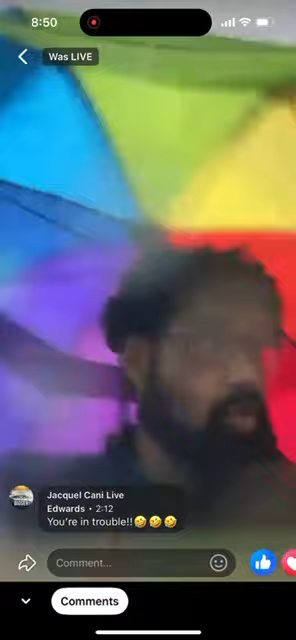 8:50
Was LIVE
Jacquel Cani Live
Edwards • 2:12
You're in trouble!!🤣🤣🤣
Comment...
Comments